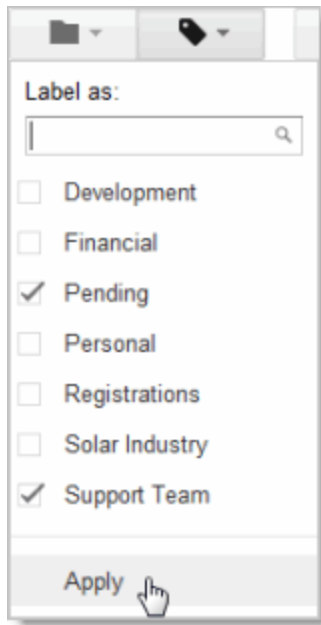 Label as:
Development
Financial
Pending
Personal
Registrations
Solar Industry
Support Team
Apply